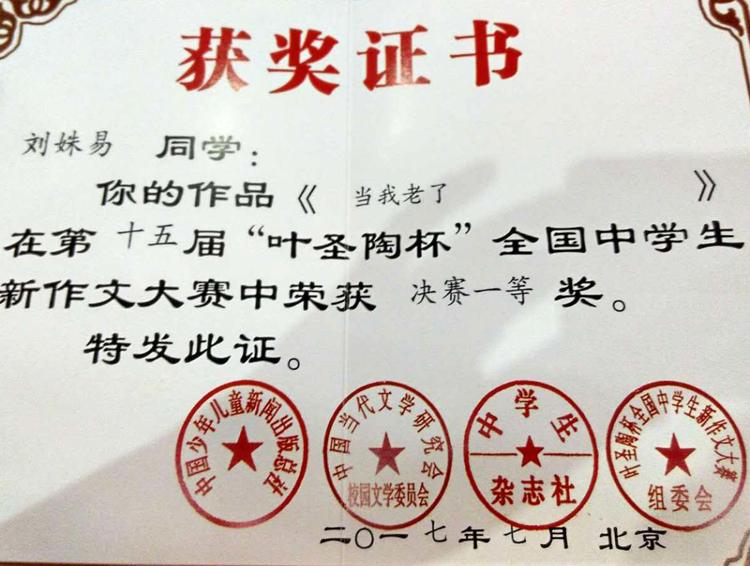 获奖证书
刘姝易 同学：
你的作品《 当我老了 》
在第十五届“叶圣陶杯”全国中学生
新作文大赛中荣获 决赛一等 奖。
特发此证。
中国少年儿童新闻出版总社
中国当代文学研究会
校园文学委员会
中学生
杂志社
叶圣陶杯全国中学生新作文大赛
组委会
二〇一七年七月 北京